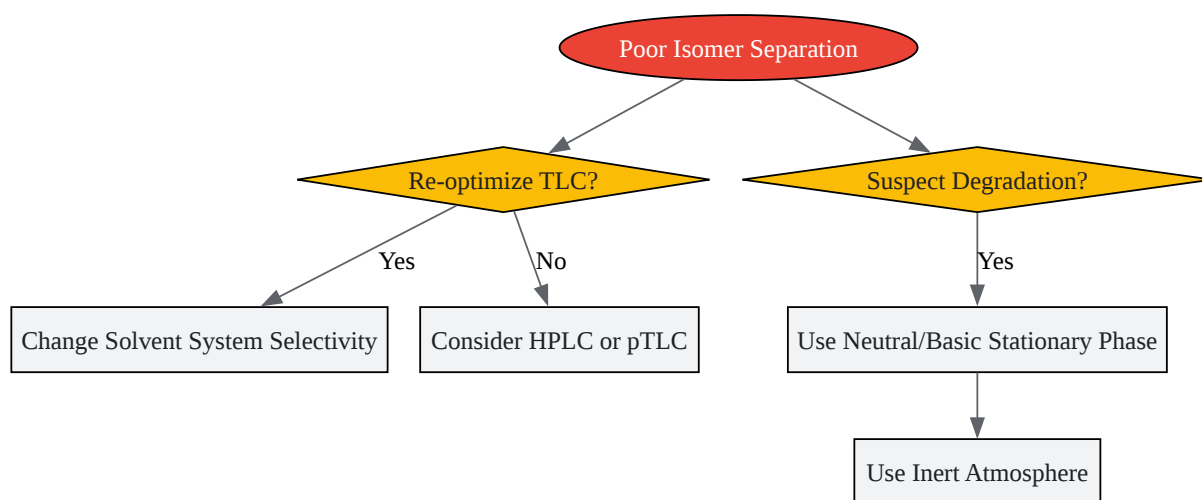 Poor Isomer Separation
Re-optimize TLC?
Suspect Degradation?
Yes
No
Yes
Change Solvent System Selectivity
Consider HPLC or pTLC
Use Neutral/Basic Stationary Phase
Use Inert Atmosphere